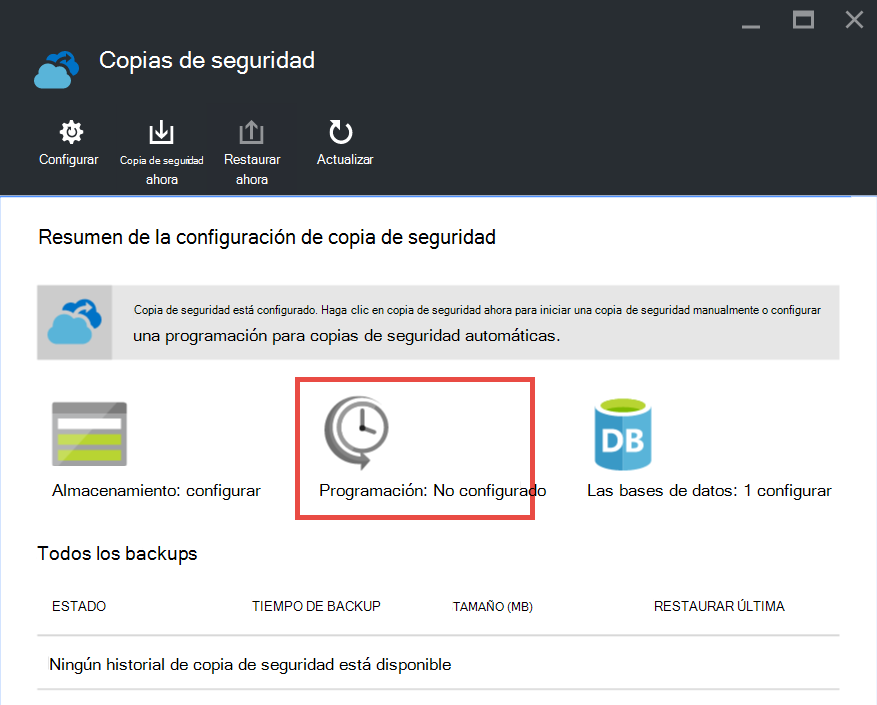 Copias de seguridad
Configurar
Copia de seguridad
ahora
Restaurar
ahora
Actualizar
Resumen de la configuración de copia de seguridad
Copia de seguridad está configurado. Haga clic en copia de seguridad ahora para iniciar una copia de seguridad manualmente o configurar
una programación para copias de seguridad automáticas.
DB
Almacenamiento: configurar
Programación: No configurado
Las bases de datos: 1 configurar
Todos los backups
ESTADO
TIEMPO DE BACKUP
TAMAÑO (MB)
RESTAURAR ÚLTIMA
Ningún historial de copia de seguridad está disponible